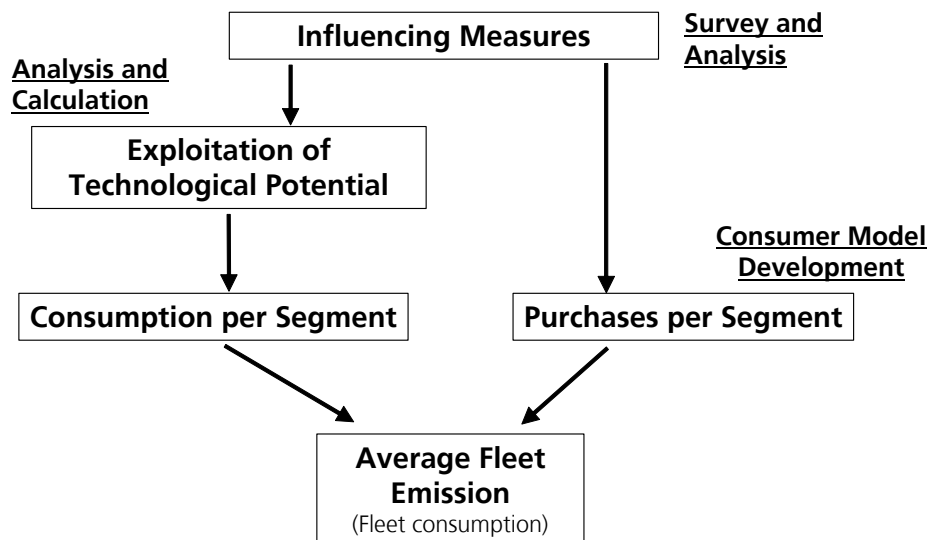 Influencing Measures
Survey and
Analysis
Analysis and
Calculation
Exploitation of
Technological Potential
Consumer Model
Development
Consumption per Segment
Purchases per Segment
Average Fleet
Emission
(Fleet consumption)